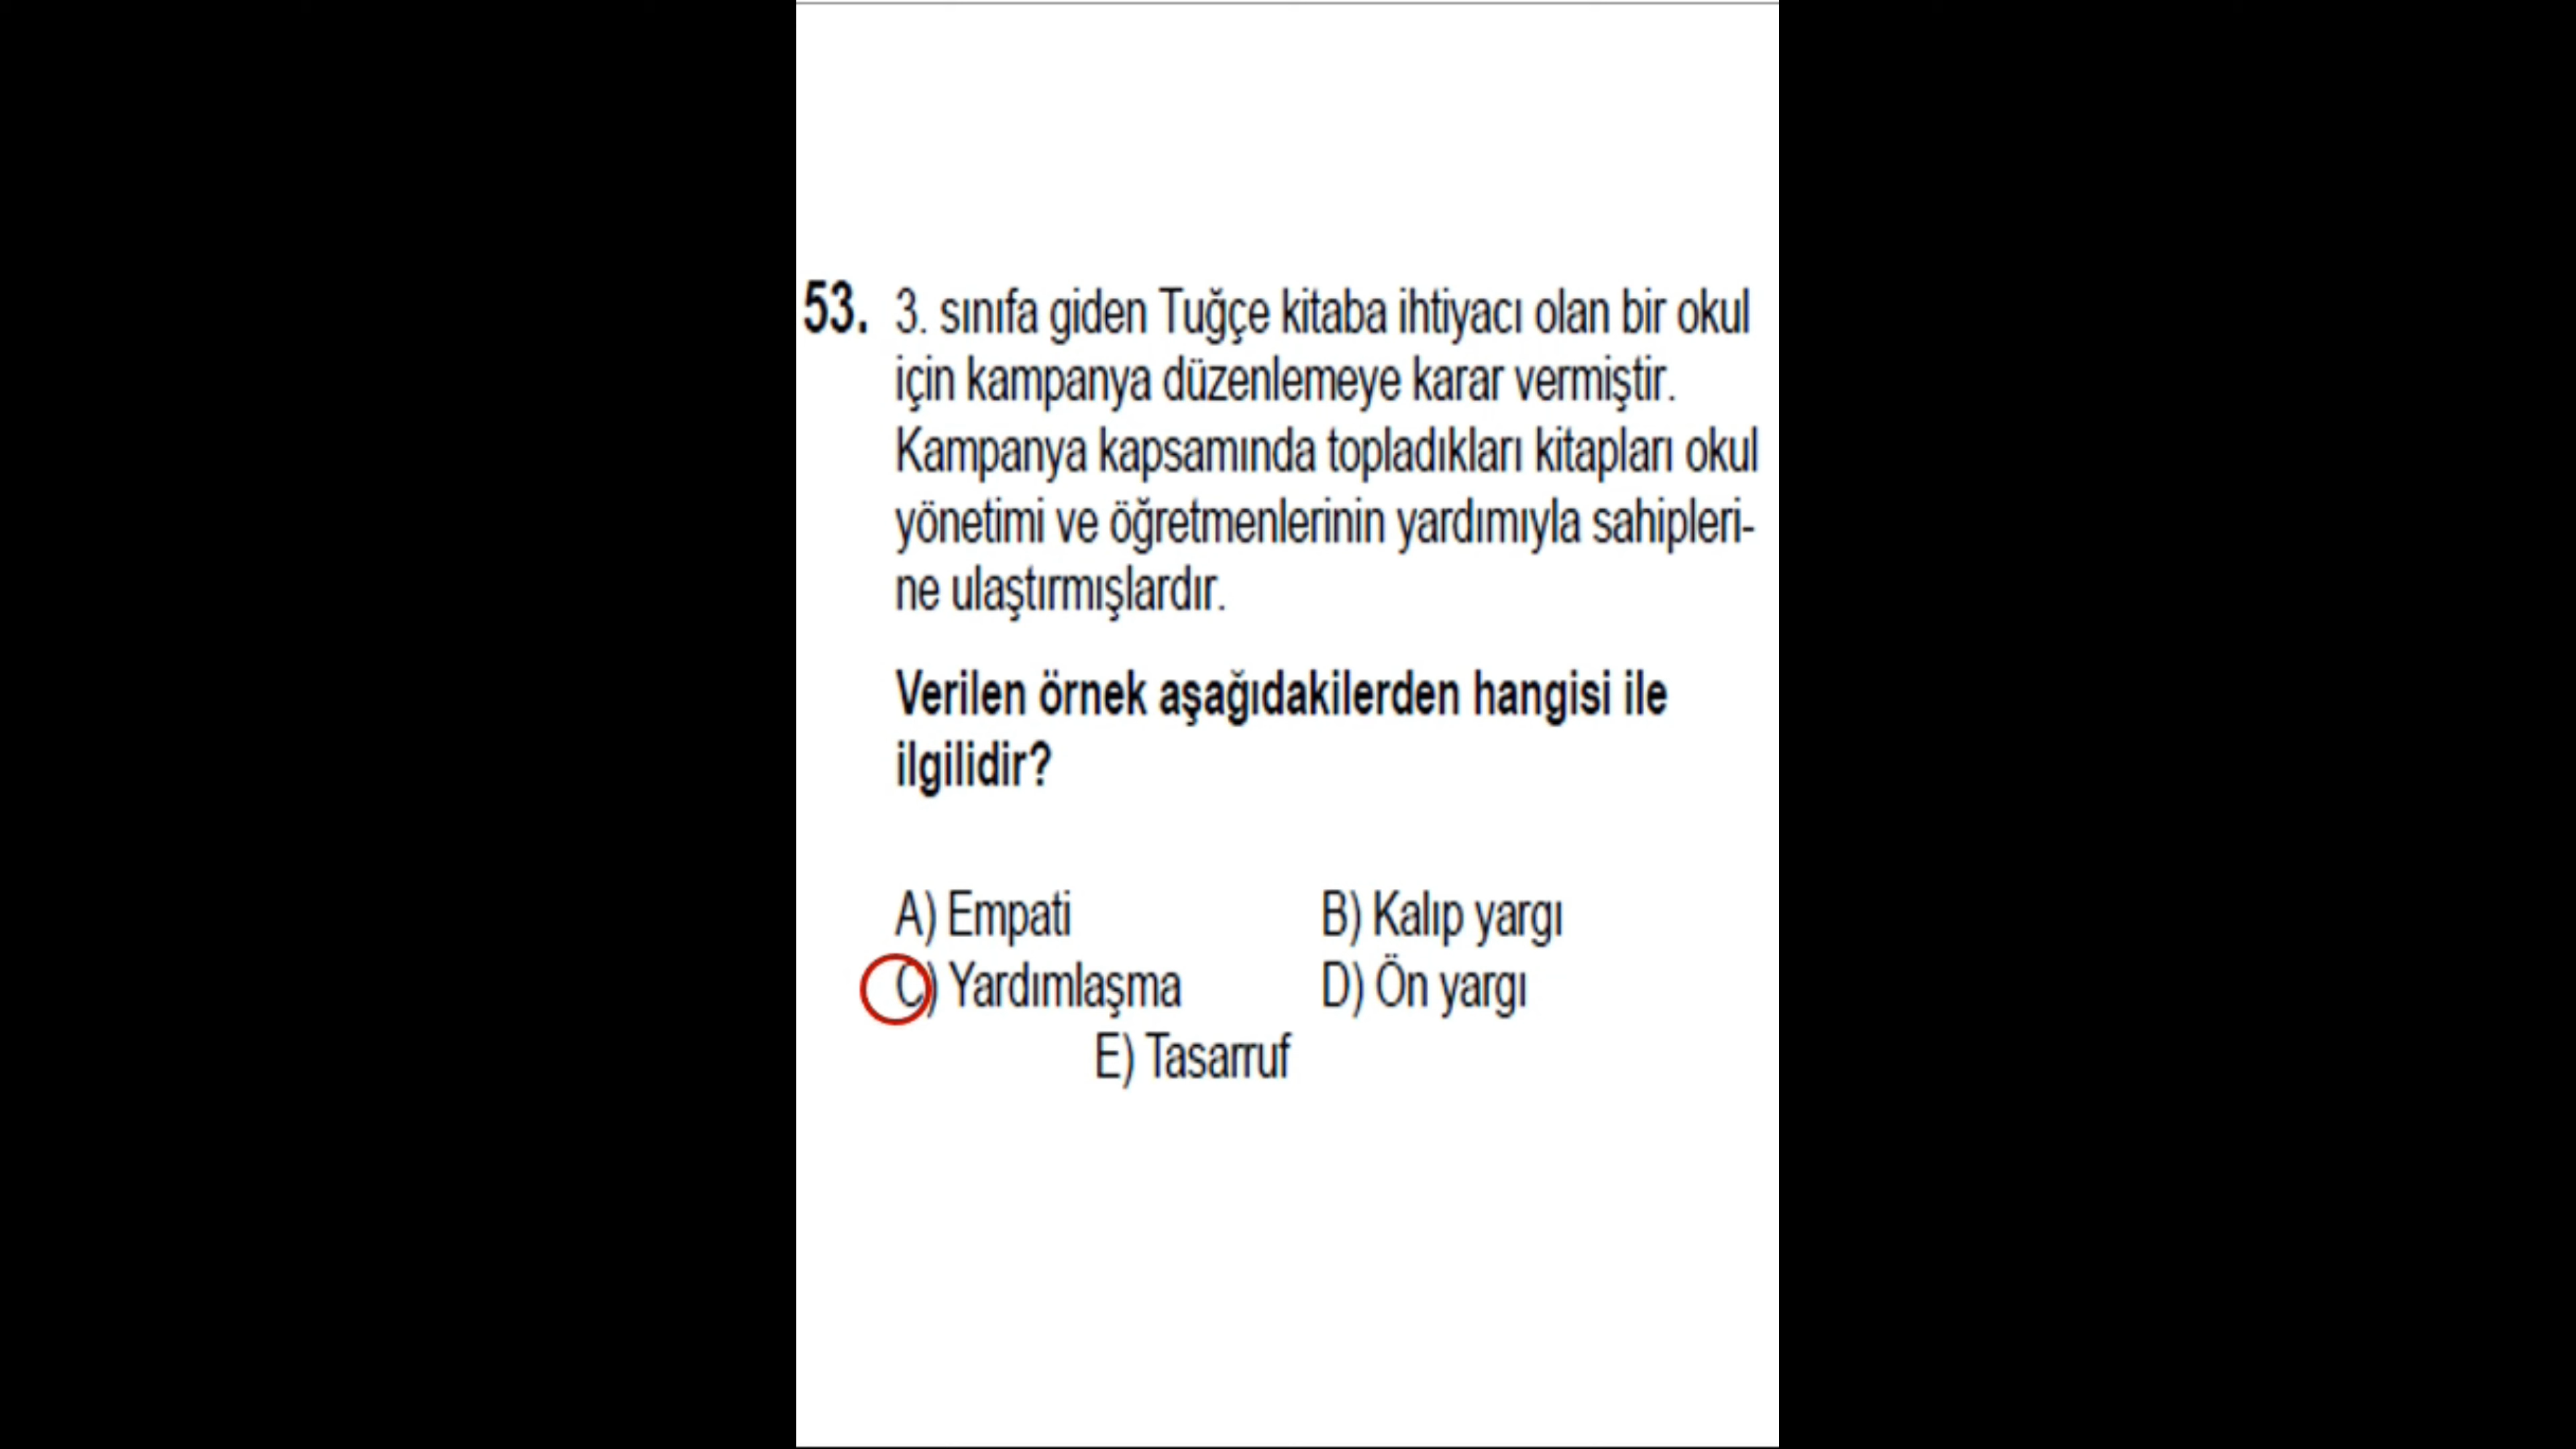 53. 3. sınıfa giden Tuğçe kitaba ihtiyacı olan bir okul
için kampanya düzenlemeye karar vermiştir.
Kampanya kapsamında topladıkları kitapları okul
yönetimi ve öğretmenlerinin yardımıyla sahipleri-
ne ulaştırmışlardır.
Verilen örnek aşağıdakilerden hangisi ile
ilgilidir?
A) Empati B) Kalıp yargı
C) Yardımlaşma D) Ön yargı
E) Tasarruf